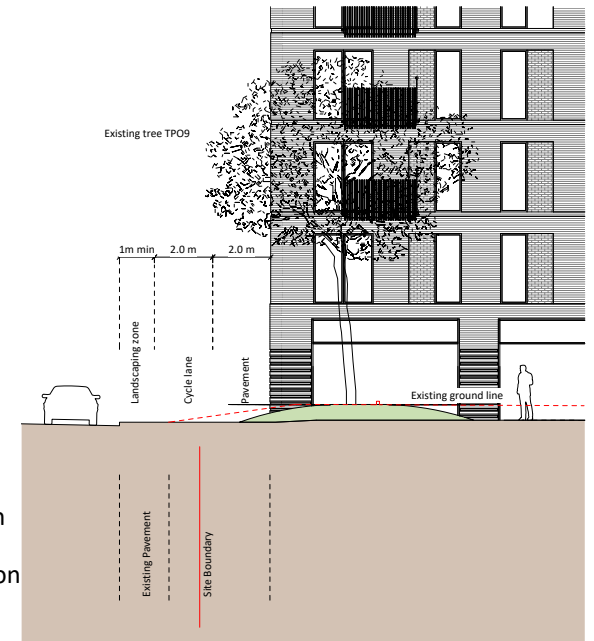 Existing tree TPO9
1m min
2.0 m
2.0 m
Landscaping zone
Cycle lane
Pavement
Existing ground line
Existing Pavement
Site Boundary